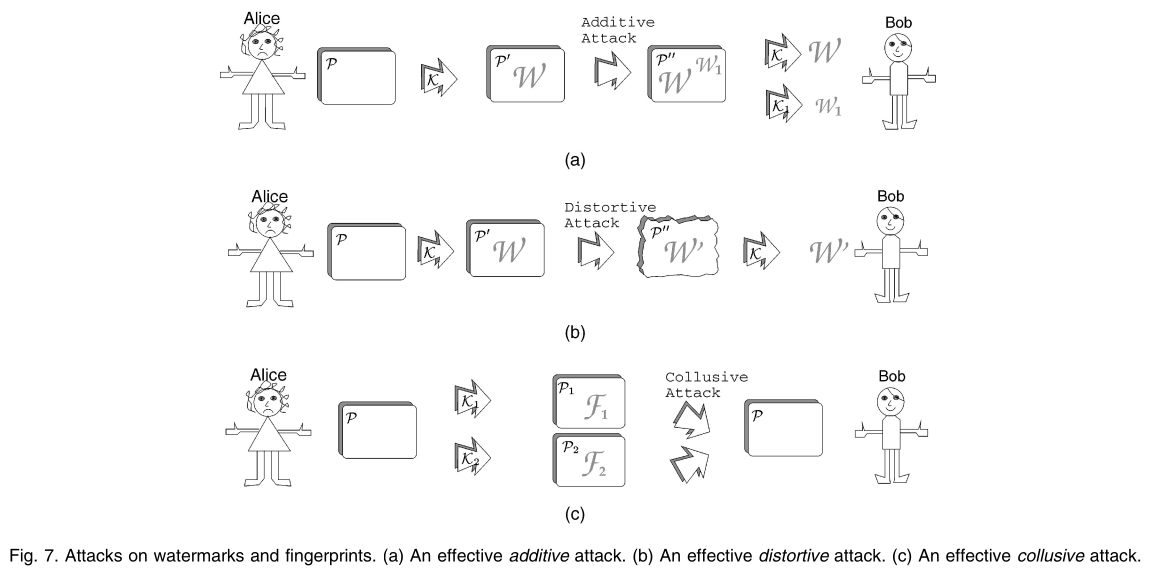 Alice
Additive
Attack
Bob
P
K
P'
W
P''
W W1
K
W
K1
W1
(a)
Alice
Distortive
Attack
Bob
P
K
P'
W
P''
W'
K
W'
(b)
Alice
Collusive
Attack
Bob
P
K1
P1
F1
P
K2
P2
F2
(c)
Fig. 7. Attacks on watermarks and fingerprints. (a) An effective additive attack. (b) An effective distortive attack. (c) An effective collusive attack.